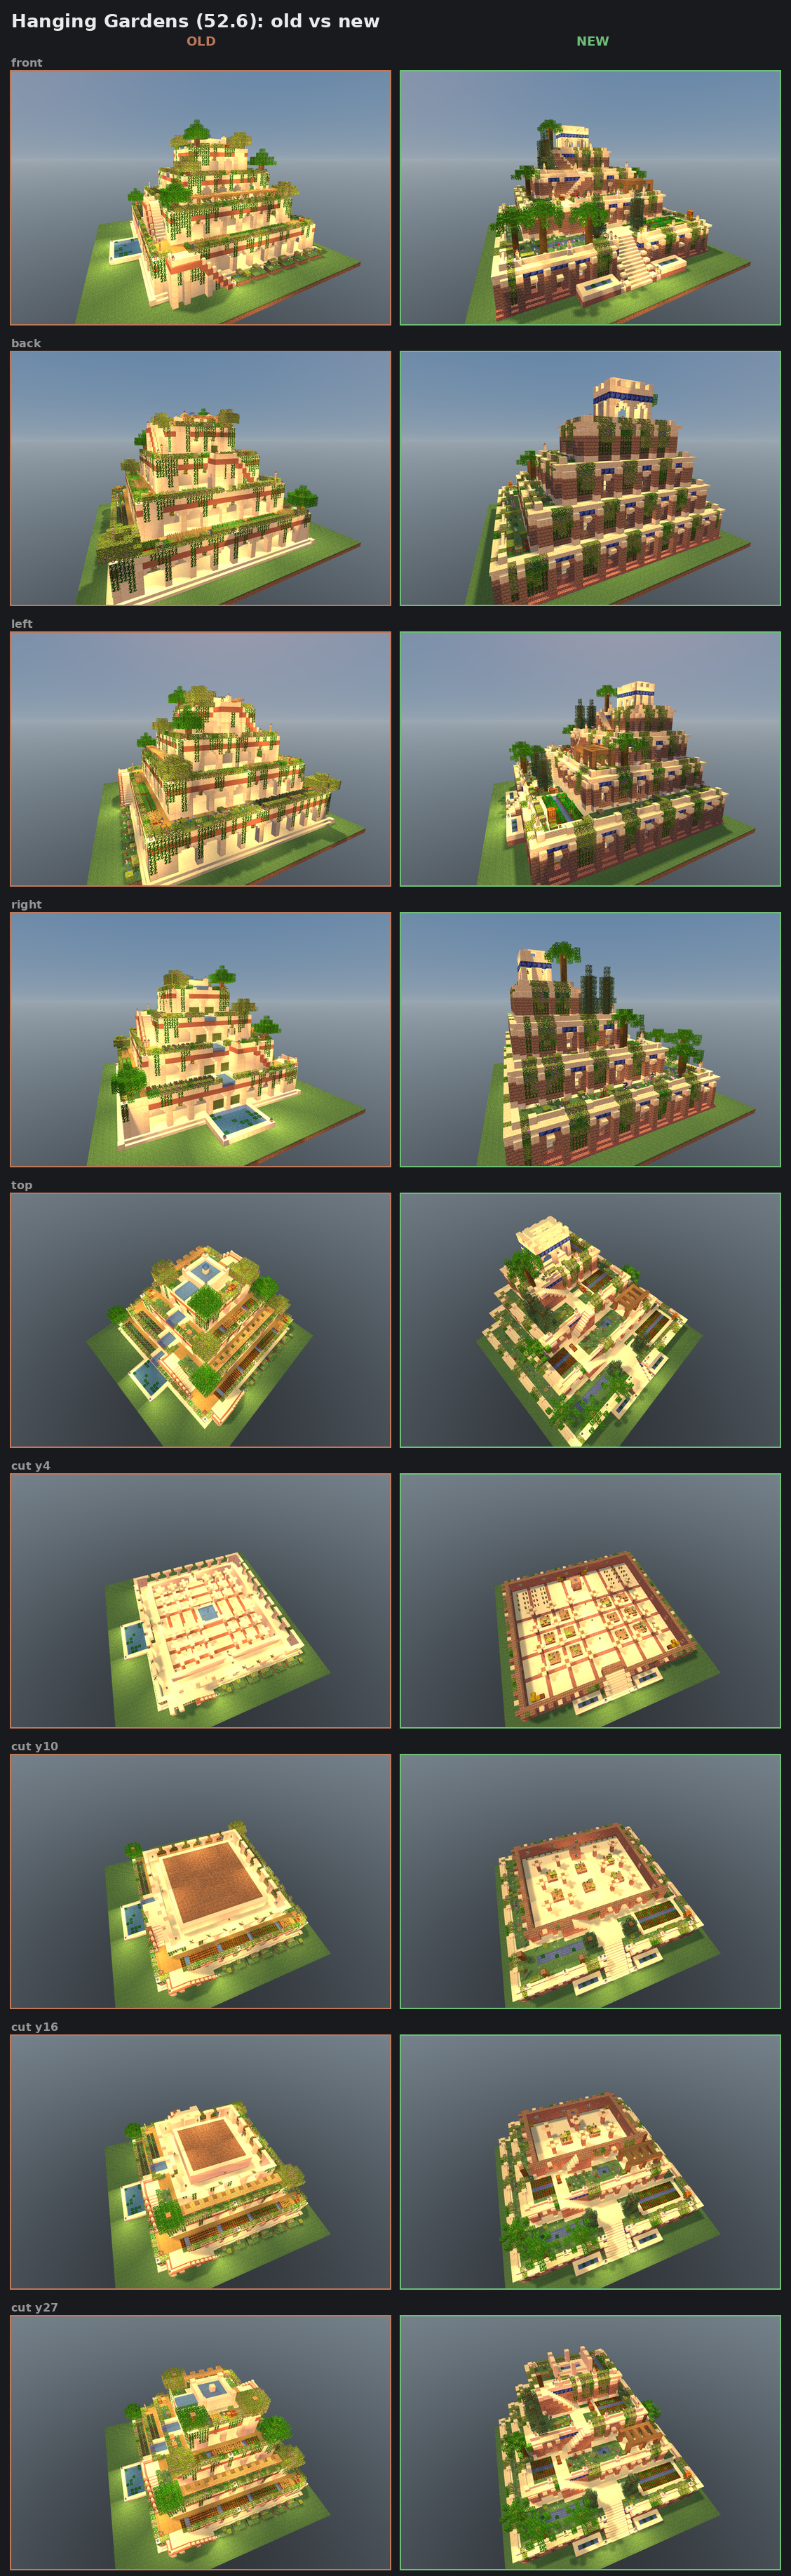 Hanging Gardens (52.6): old vs new
OLD
NEW
front
back
left
right
top
cut y4
cut y10
cut y16
cut y27